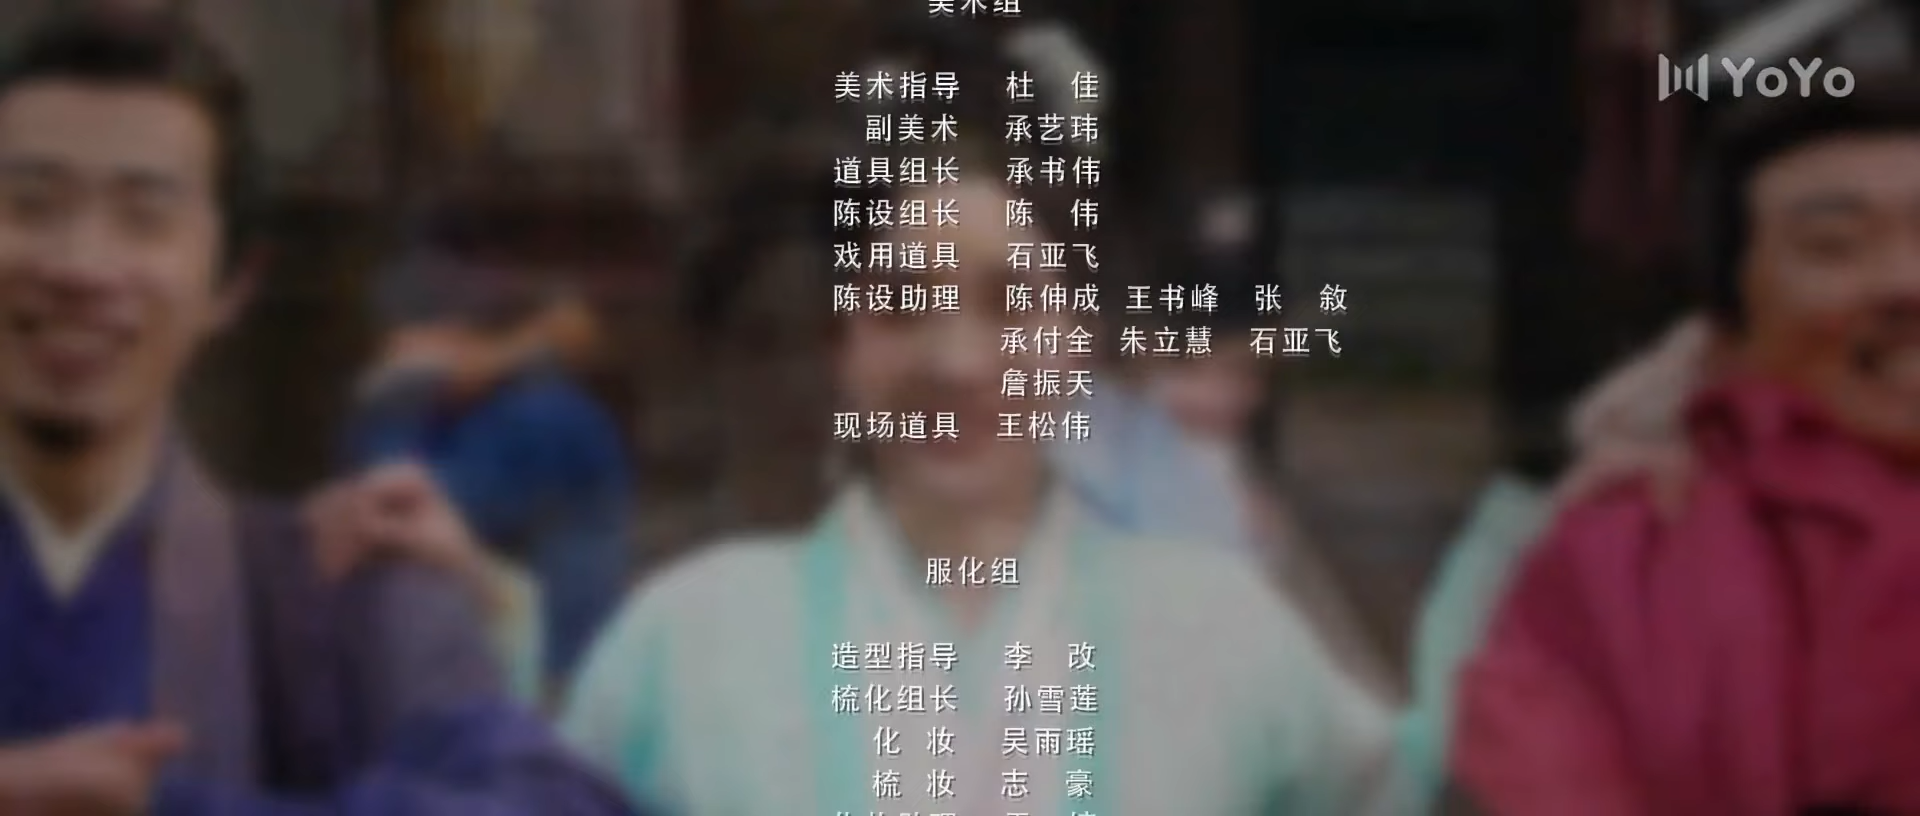 美术组
YoYo
美术指导 杜 佳
副美术 承艺玮
道具组长 承书伟
陈设组长 陈 伟
戏用道具 石亚飞
陈设助理 陈伸成 王书峰 张 敘
承付全 朱立慧 石亚飞
詹振天
现场道具 王松伟
服化组
造型指导 李 改
梳化组长 孙雪莲
化 妆 吴雨瑶
梳 妆 志 豪